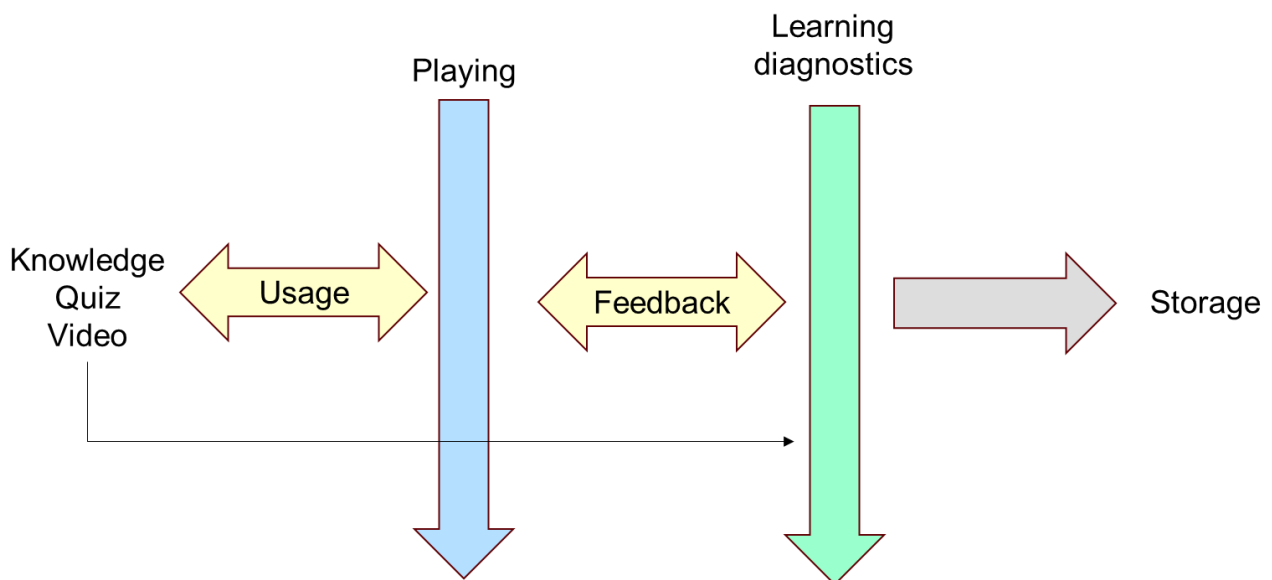 Learning
diagnostics
Playing
Knowledge
Quiz
Video
Usage
Feedback
Storage